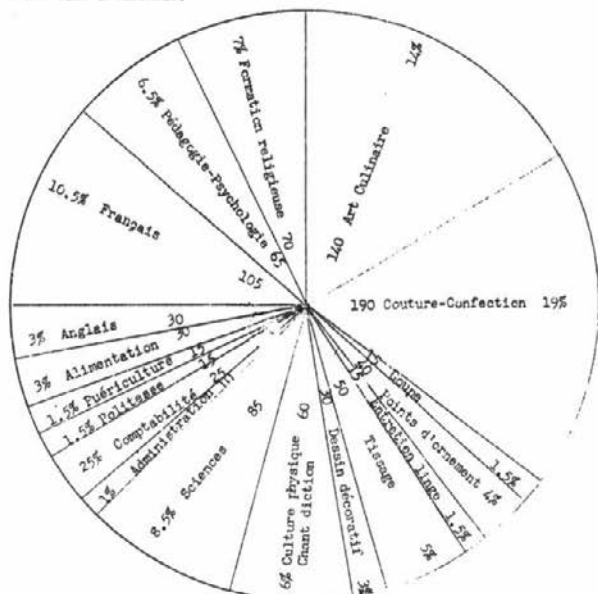 14%
140 Art Culinaire
190 Couture-Confection 19%
15 Coupe 1.5%
40 Points d'ornement 4%
15 Entretien linge 1.5%
50 Tissage 5%
30 Dessin décoratif 3%
60
6% Culture physique
Chant diction
8.5% Sciences 85
1% Administration
25% Comptabilité 25
1.5% Politesse 15
1.5% Puériculture 15
3% Alimentation 30
3% Anglais 30
10.5% Français 105
6.5% Pédagogie-Psychologie 65
7% Formation religieuse 70